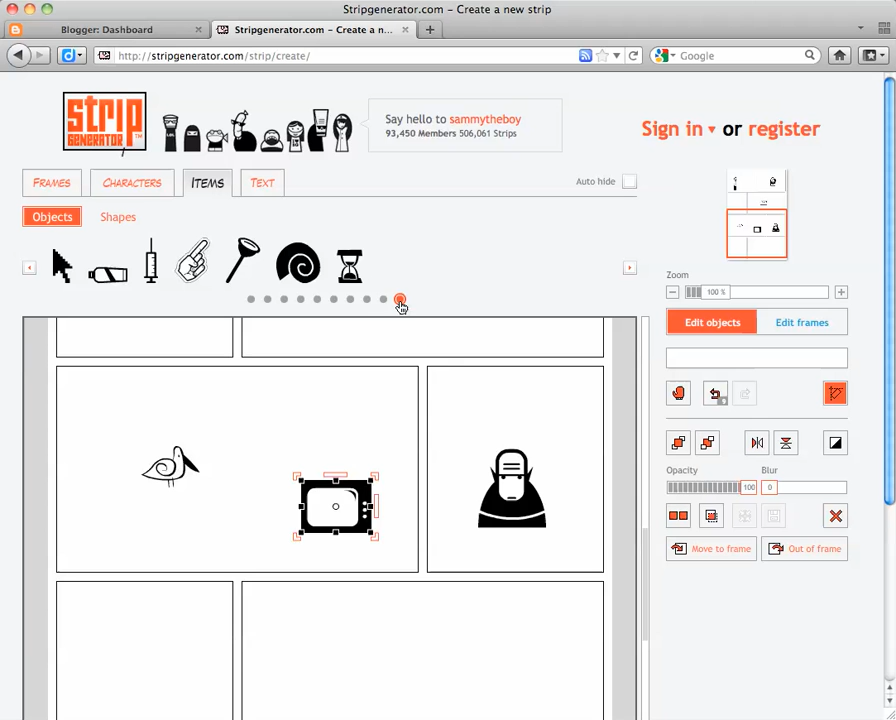 Stripgenerator.com – Create a new strip
Blogger: Dashboard
Stripgenerator.com – Create a n...
http://stripgenerator.com/strip/create/
Google
strip
GENERATOR
TM
Say hello to sammytheboy
93,450 Members 506,061 Strips
Sign in ▾ or register
FRAMES
CHARACTERS
ITEMS
TEXT
Auto hide
Objects
Shapes
Zoom
100 %
Edit objects
Edit frames
Opacity
Blur
100
0
Move to frame
Out of frame